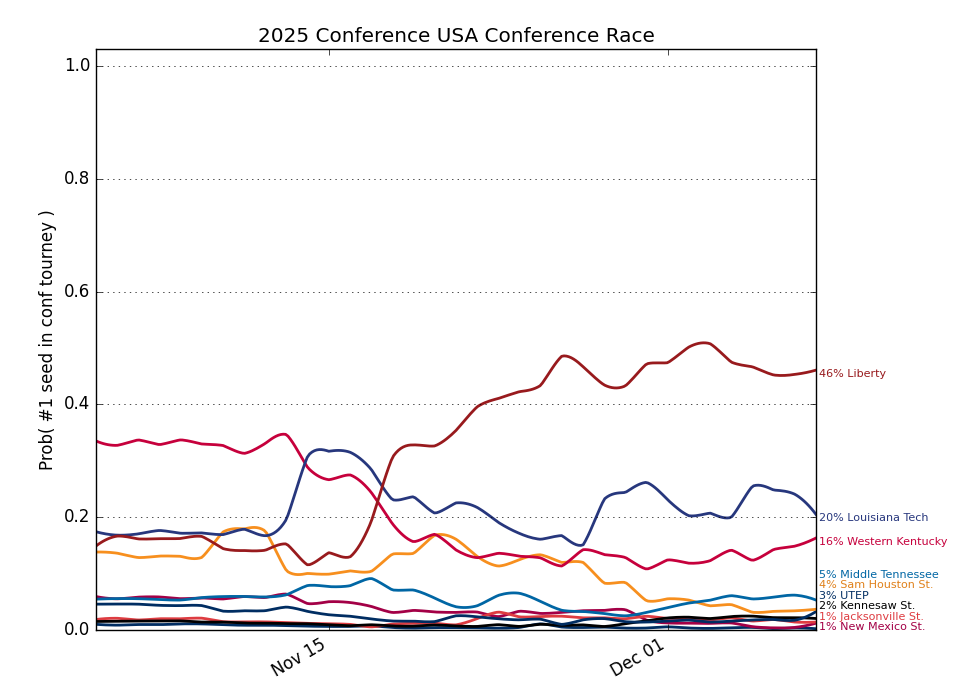 2025 Conference USA Conference Race
Prob( #1 seed in conf tourney )
1.0
0.8
0.6
0.4
0.2
0.0
Nov 15
Dec 01
46% Liberty
20% Louisiana Tech
16% Western Kentucky
5% Middle Tennessee
4% Sam Houston St.
3% UTEP
2% Kennesaw St.
1% Jacksonville St.
1% New Mexico St.